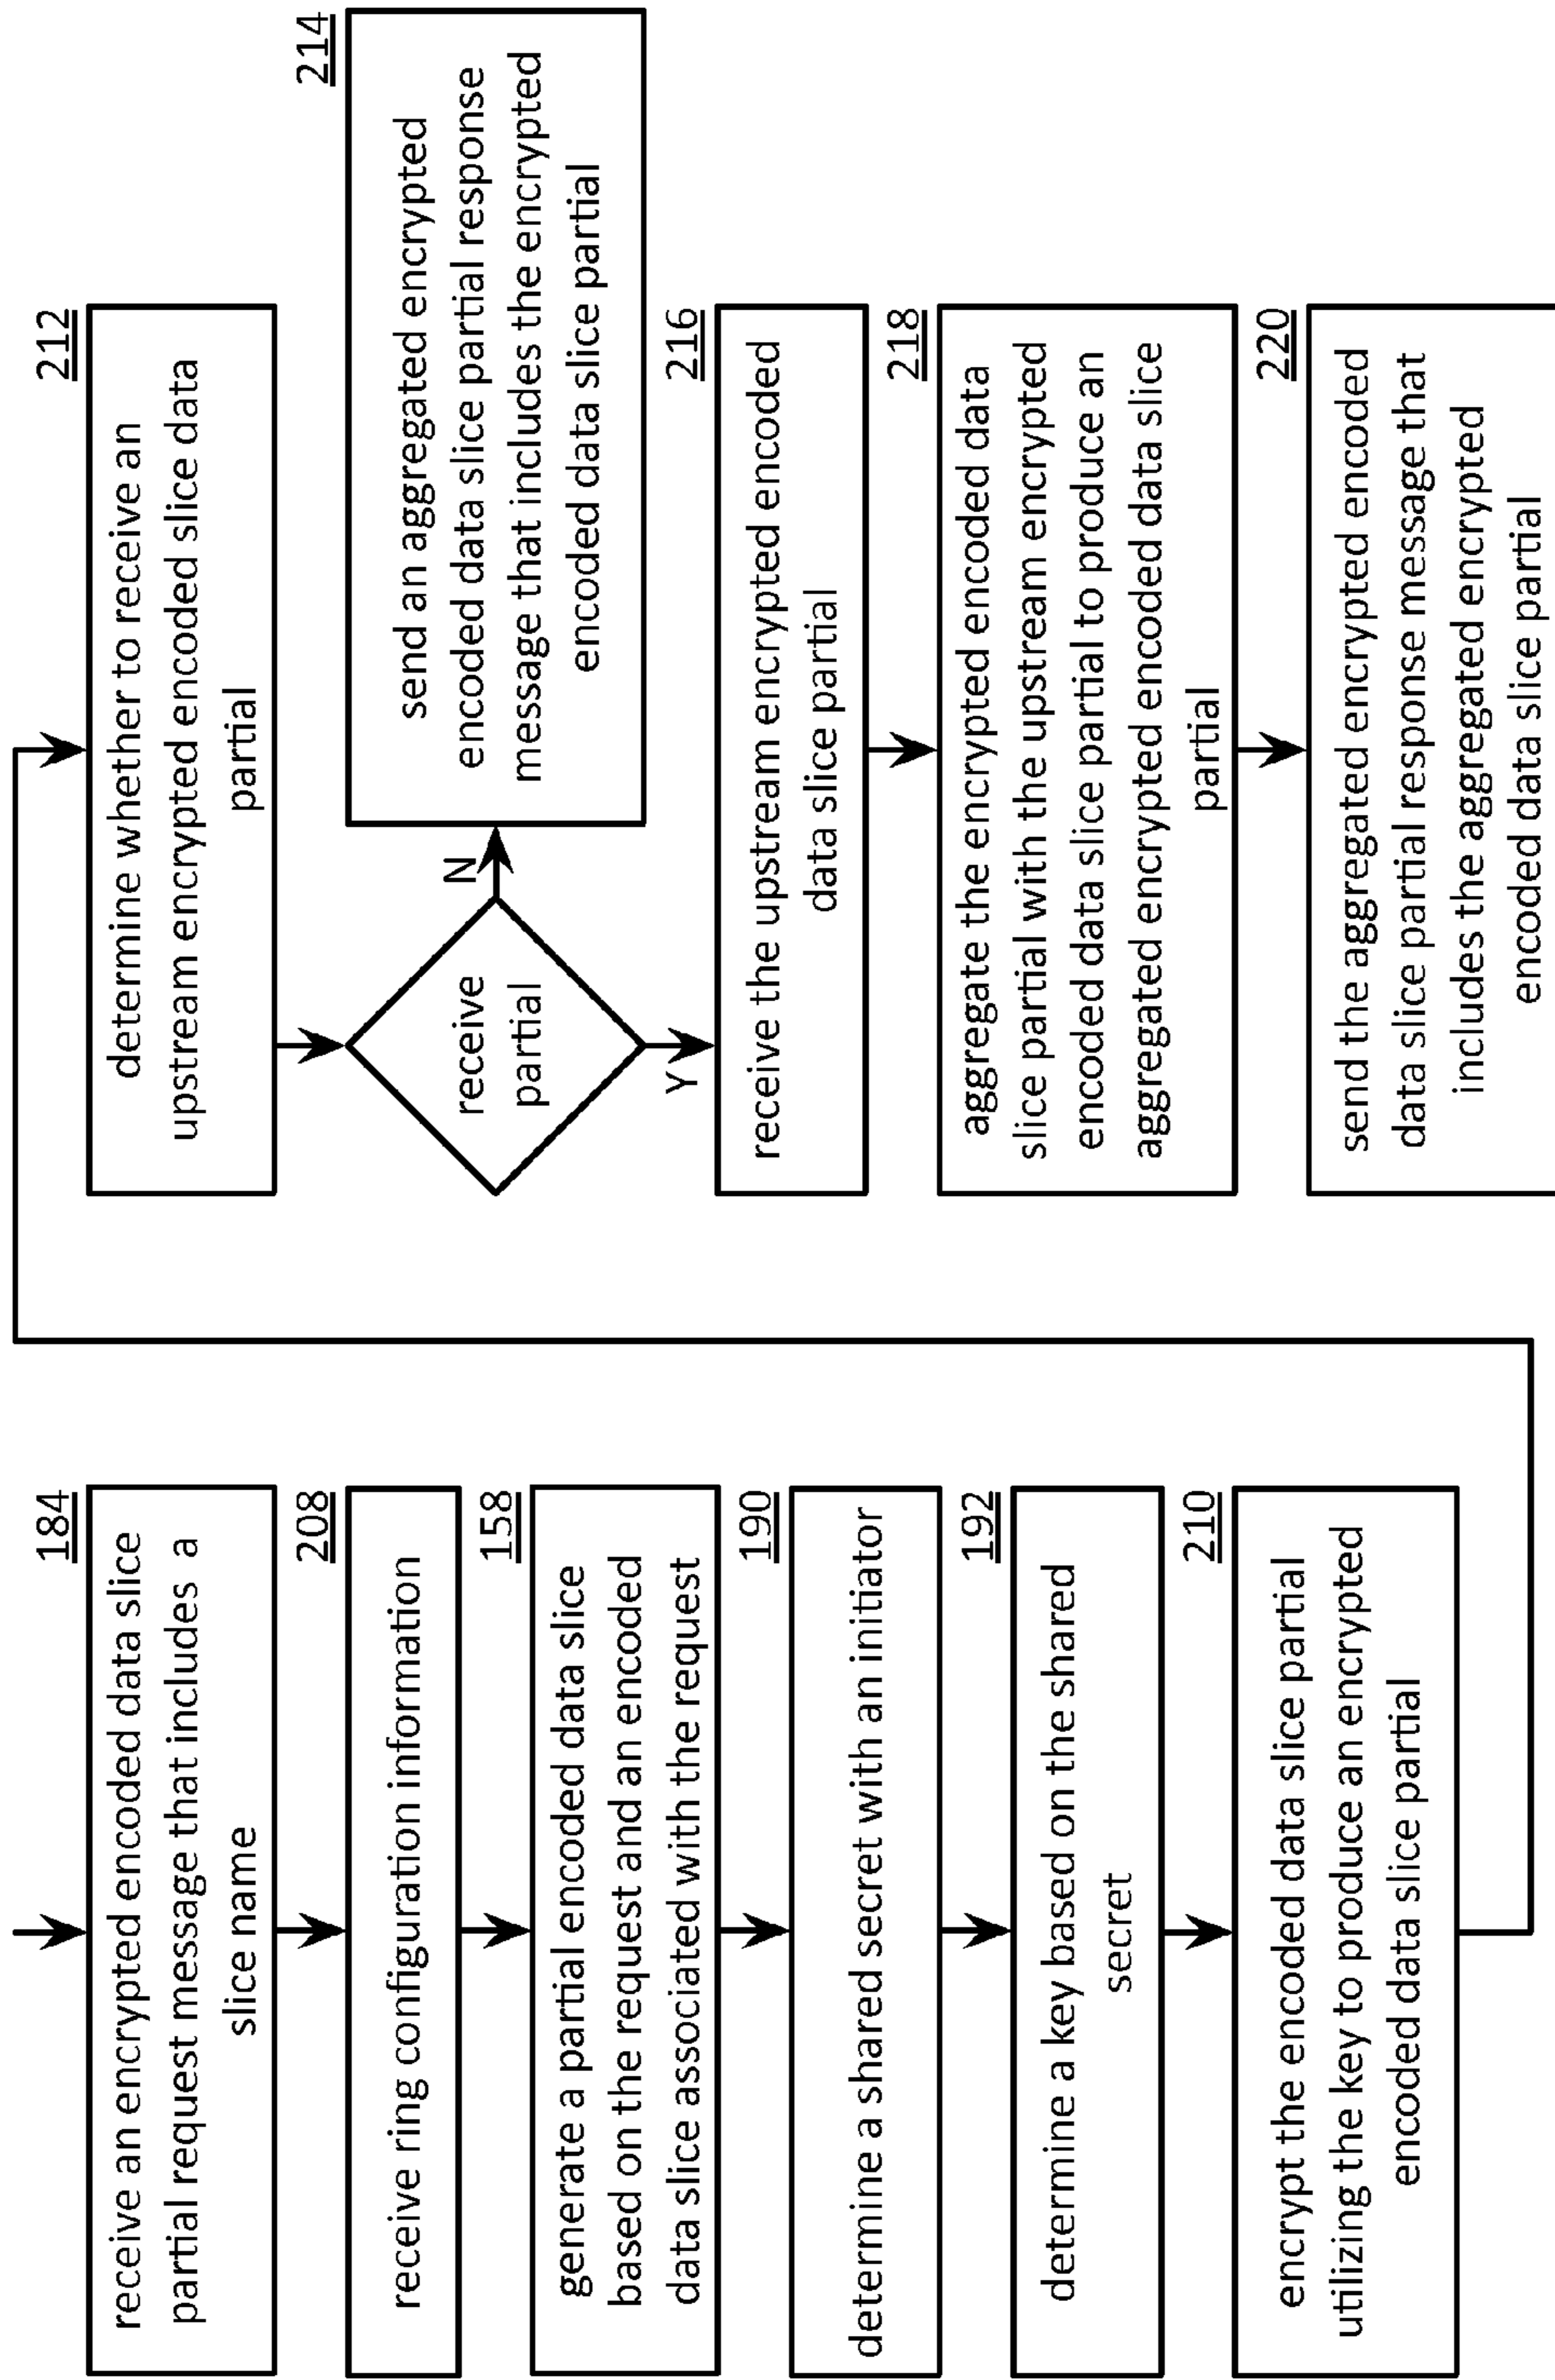 184
receive an encrypted encoded data slice
partial request message that includes a
slice name
208
receive ring configuration information
158
generate a partial encoded data slice
based on the request and an encoded
data slice associated with the request
190
determine a shared secret with an initiator
192
determine a key based on the shared
secret
210
encrypt the encoded data slice partial
utilizing the key to produce an encrypted
encoded data slice partial
212
determine whether to receive an
upstream encrypted encoded slice data
partial
receive
partial
N
Y
214
send an aggregated encrypted
encoded data slice partial response
message that includes the encrypted
encoded data slice partial
216
receive the upstream encrypted encoded
data slice partial
218
aggregate the encrypted encoded data
slice partial with the upstream encrypted
encoded data slice partial to produce an
aggregated encrypted encoded data slice
partial
220
send the aggregated encrypted encoded
data slice partial response message that
includes the aggregated encrypted
encoded data slice partial